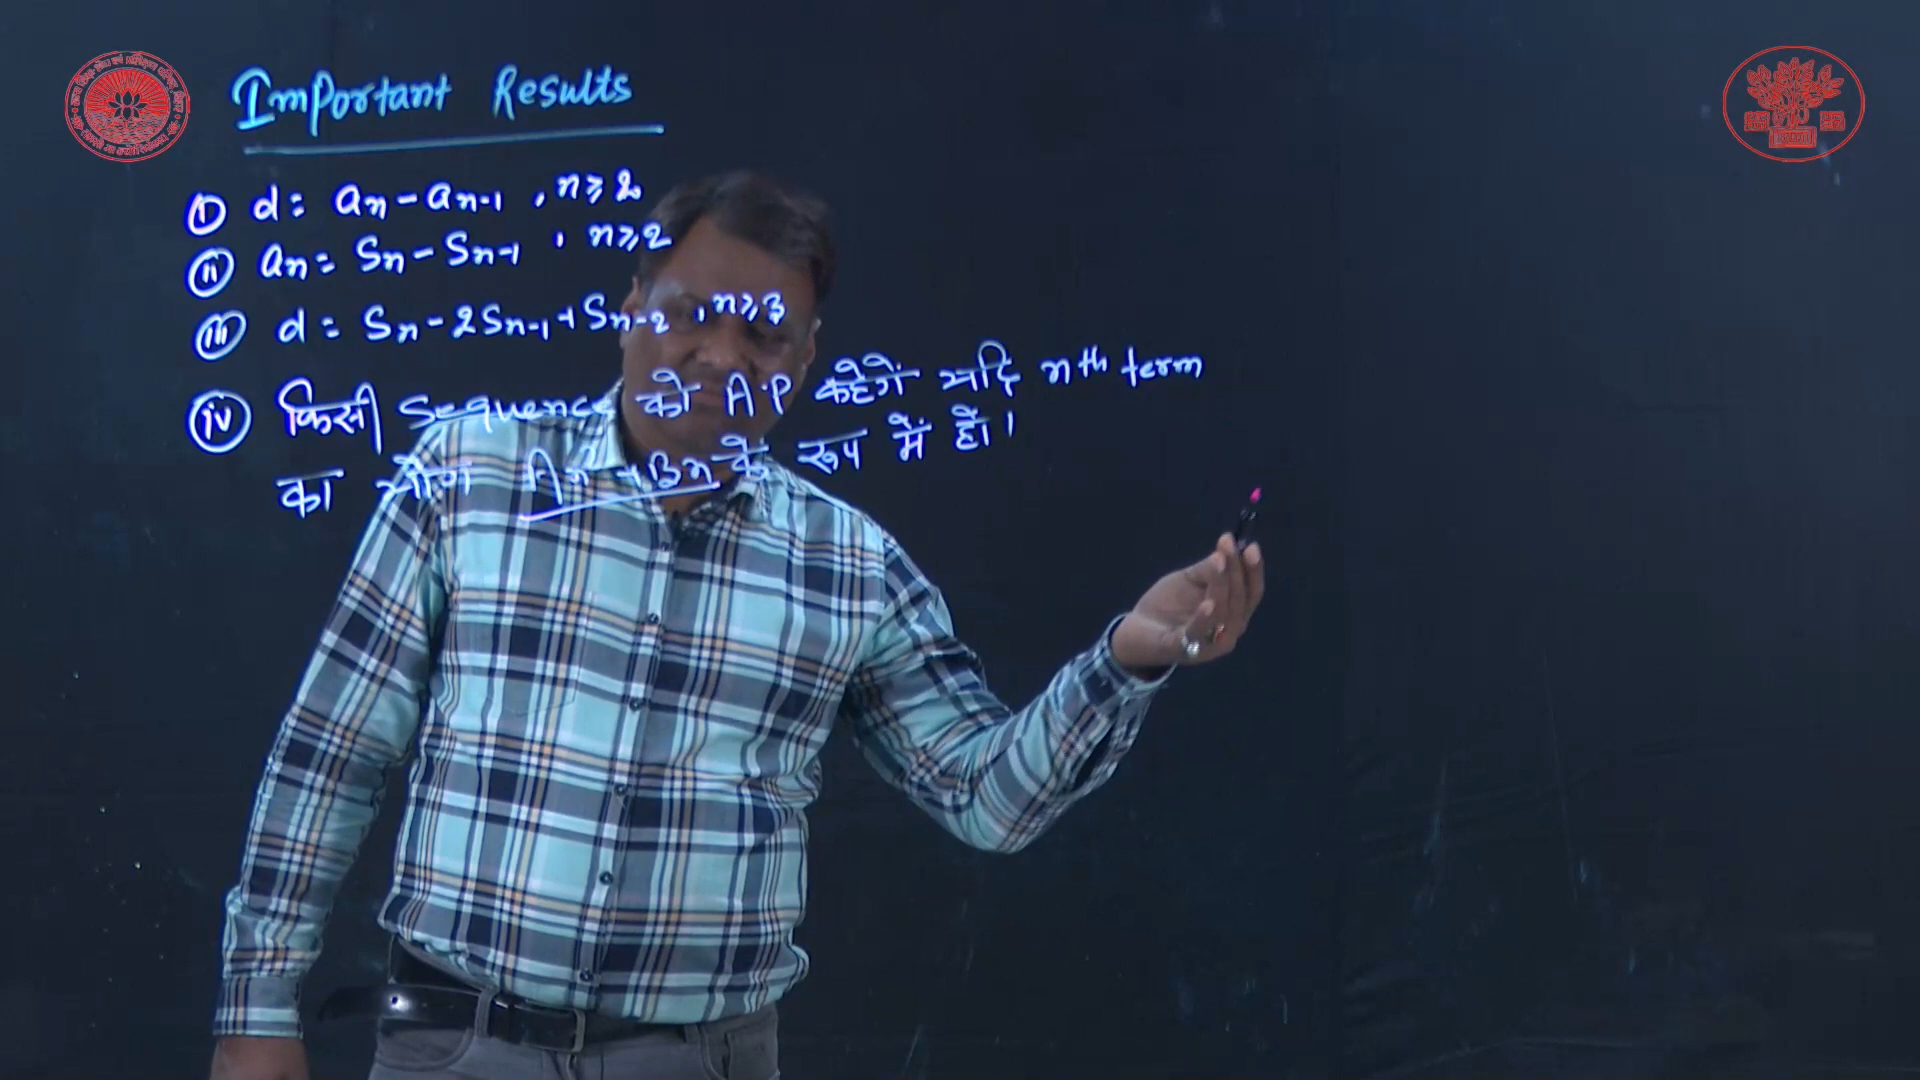 Important Results
(i) d = an - an-1 , n ≥ 2
(ii) an = Sn - Sn-1 , n ≥ 2
(iii) d = Sn - 2Sn-1 + Sn-2 , n ≥ 3
(iv) किसी Sequence को A.P कहेगें यदि nth term
का योग An² + Bn के रूप में हों।